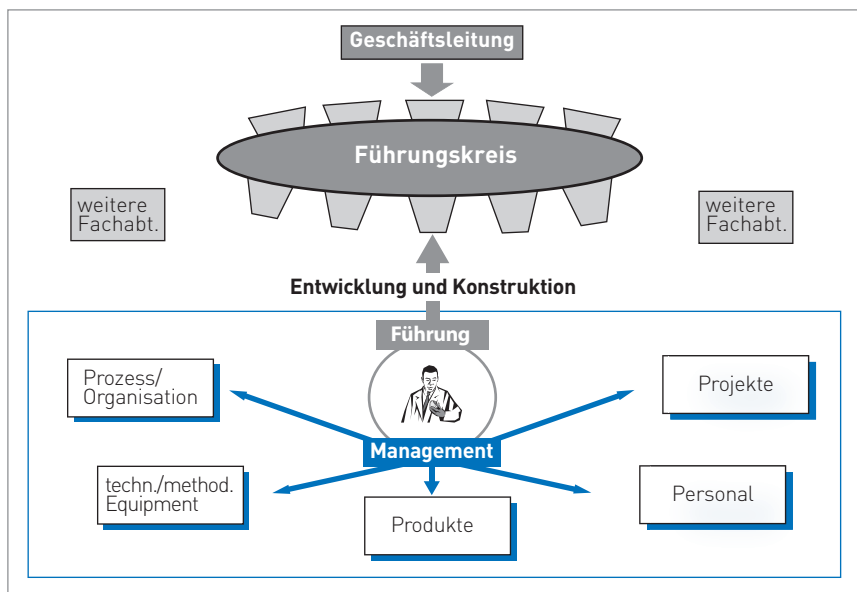 Geschäftsleitung
Führungskreis
weitere
Fachabt.
weitere
Fachabt.
Entwicklung und Konstruktion
Führung
Prozess/
Organisation
Projekte
Management
techn./method.
Equipment
Produkte
Personal